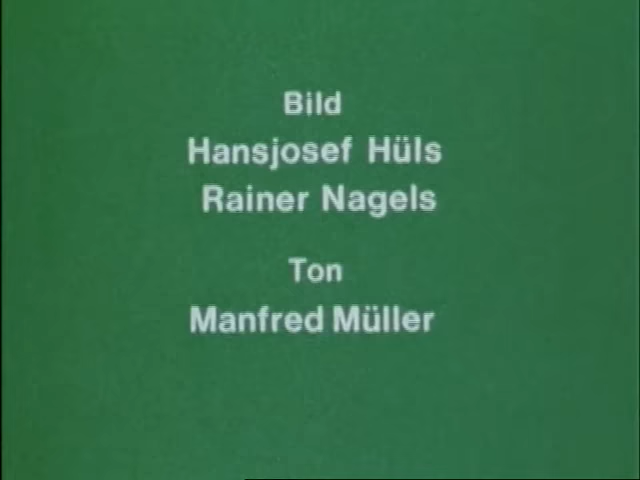 Bild
Hansjosef Hüls
Rainer Nagels
Ton
Manfred Müller